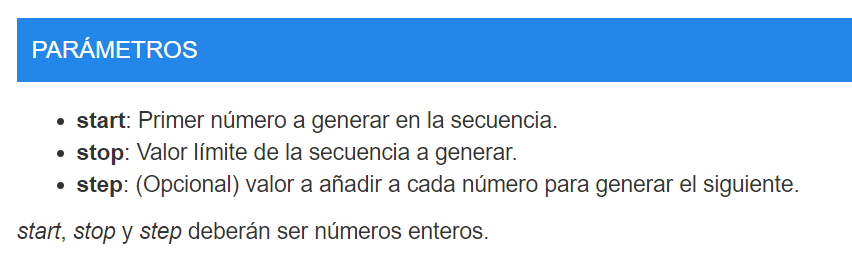 PARÁMETROS
• start: Primer número a generar en la secuencia.
• stop: Valor límite de la secuencia a generar.
• step: (Opcional) valor a añadir a cada número para generar el siguiente.
start, stop y step deberán ser números enteros.